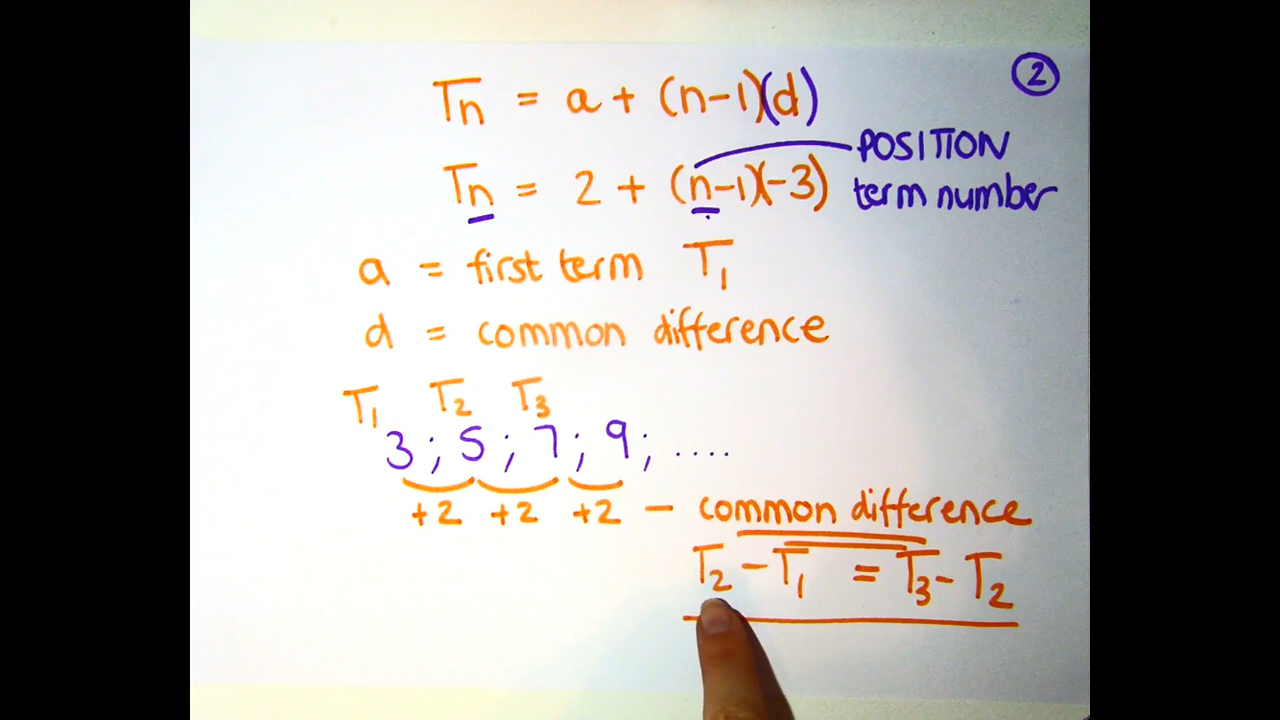 ②
Tn = a + (n-1)(d)
Tn = 2 + (n-1)(-3)
POSITION
term number
a = first term T₁
d = common difference
T₁ T₂ T₃
3 ; 5 ; 7 ; 9 ; ....
+2 +2 +2 – common difference
T₂ - T₁ = T₃ - T₂